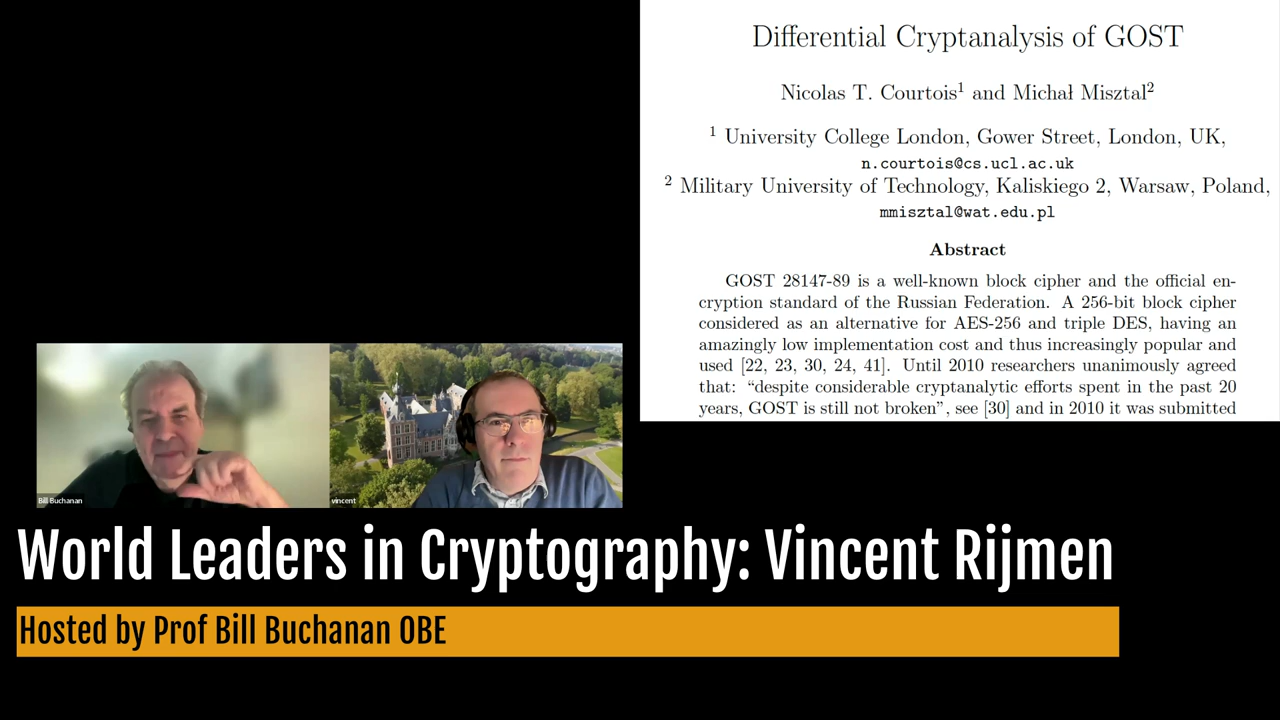 Differential Cryptanalysis of GOST
Nicolas T. Courtois1 and Michał Misztal2
1 University College London, Gower Street, London, UK,
n.courtois@cs.ucl.ac.uk
2 Military University of Technology, Kaliskiego 2, Warsaw, Poland,
mmisztal@wat.edu.pl
Abstract
GOST 28147-89 is a well-known block cipher and the official en-
cryption standard of the Russian Federation. A 256-bit block cipher
considered as an alternative for AES-256 and triple DES, having an
amazingly low implementation cost and thus increasingly popular and
used [22, 23, 30, 24, 41]. Until 2010 researchers unanimously agreed
that: “despite considerable cryptanalytic efforts spent in the past 20
years, GOST is still not broken”, see [30] and in 2010 it was submitted
Bill Buchanan
vincent
World Leaders in Cryptography: Vincent Rijmen
Hosted by Prof Bill Buchanan OBE